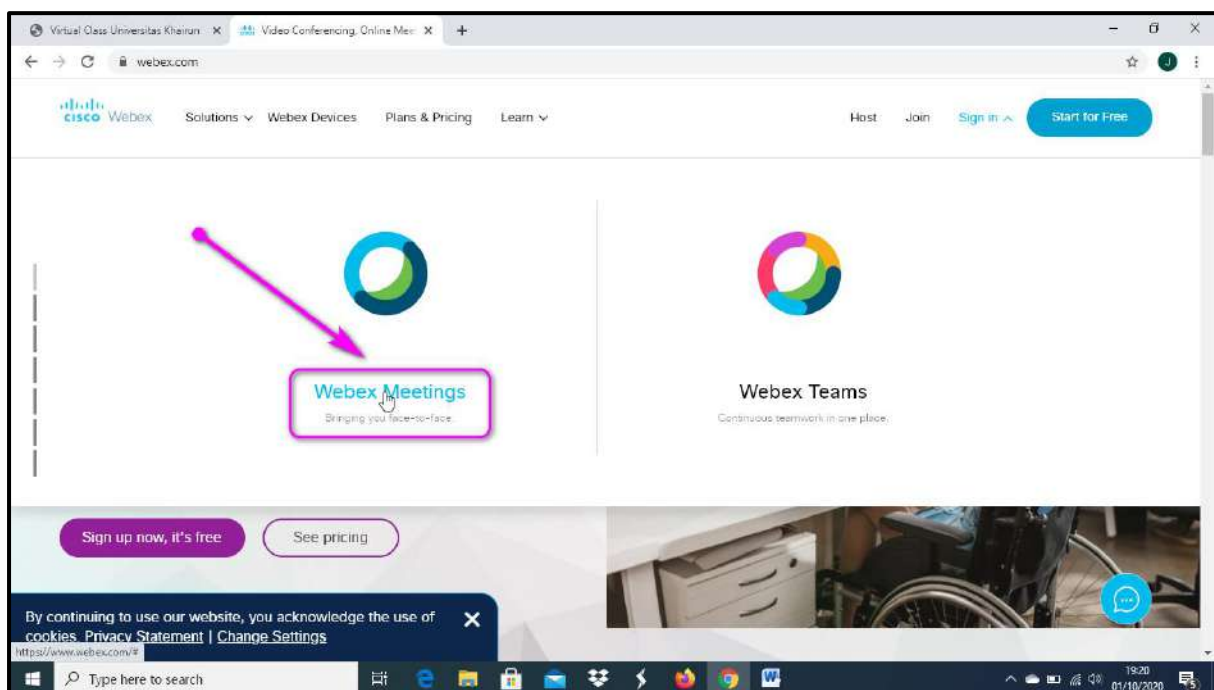 Virtual Class Universitas Khairun
Video Conferencing, Online Mee
webex.com
J
cisco Webex Solutions Webex Devices Plans & Pricing Learn Host Join Sign in Start for Free
Webex Meetings
Bringing you face-to-face.
Webex Teams
Continuous teamwork in one place.
Sign up now, it's free See pricing
By continuing to use our website, you acknowledge the use of
cookies. Privacy Statement | Change Settings
https://www.webex.com/#
Type here to search
19:20
01/10/2020
5